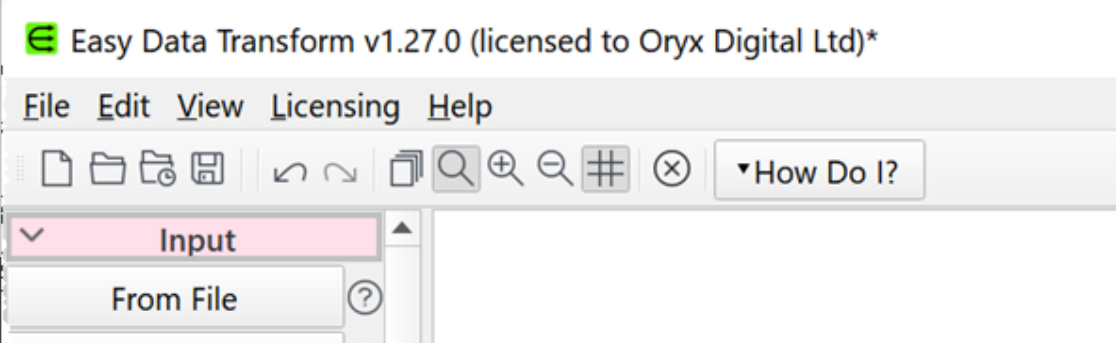 Easy Data Transform v1.27.0 (licensed to Oryx Digital Ltd)*
File Edit View Licensing Help
How Do I?
Input
From File
?